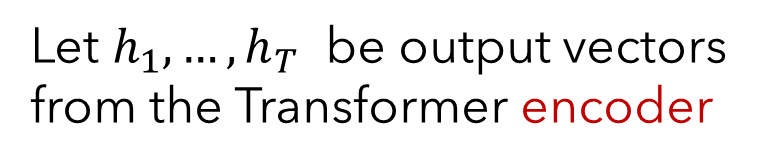 Let h₁, … , h_T be output vectors
from the Transformer encoder